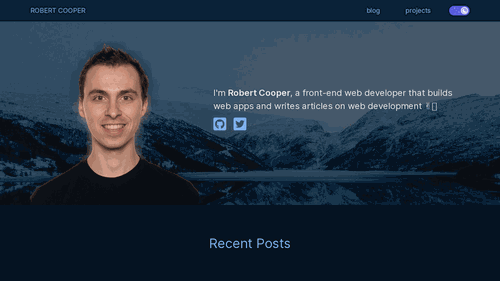 ROBERT COOPER
blog
projects
I'm Robert Cooper, a front-end web developer that builds
web apps and writes articles on web development ✌🏼
Recent Posts